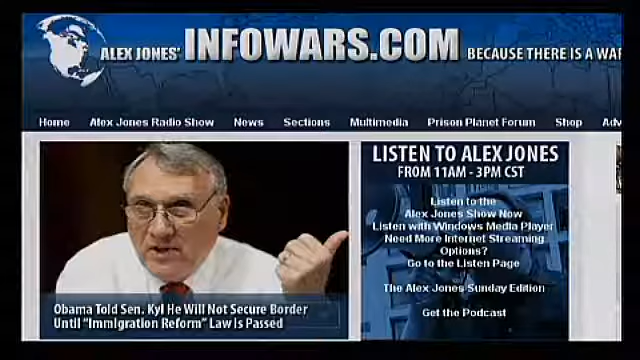 ALEX JONES' INFOWARS.COM BECAUSE THERE IS A WAR
Home Alex Jones Radio Show News Sections Multimedia Prison Planet Forum Shop Adv
LISTEN TO ALEX JONES
FROM 11AM - 3PM CST
Listen to the
Alex Jones Show Now
Listen with Windows Media Player
Need More Internet Streaming
Options?
Go to the Listen Page
The Alex Jones Sunday Edition
Get the Podcast
Obama Told Sen. Kyl He Will Not Secure Border
Until "Immigration Reform" Law is Passed